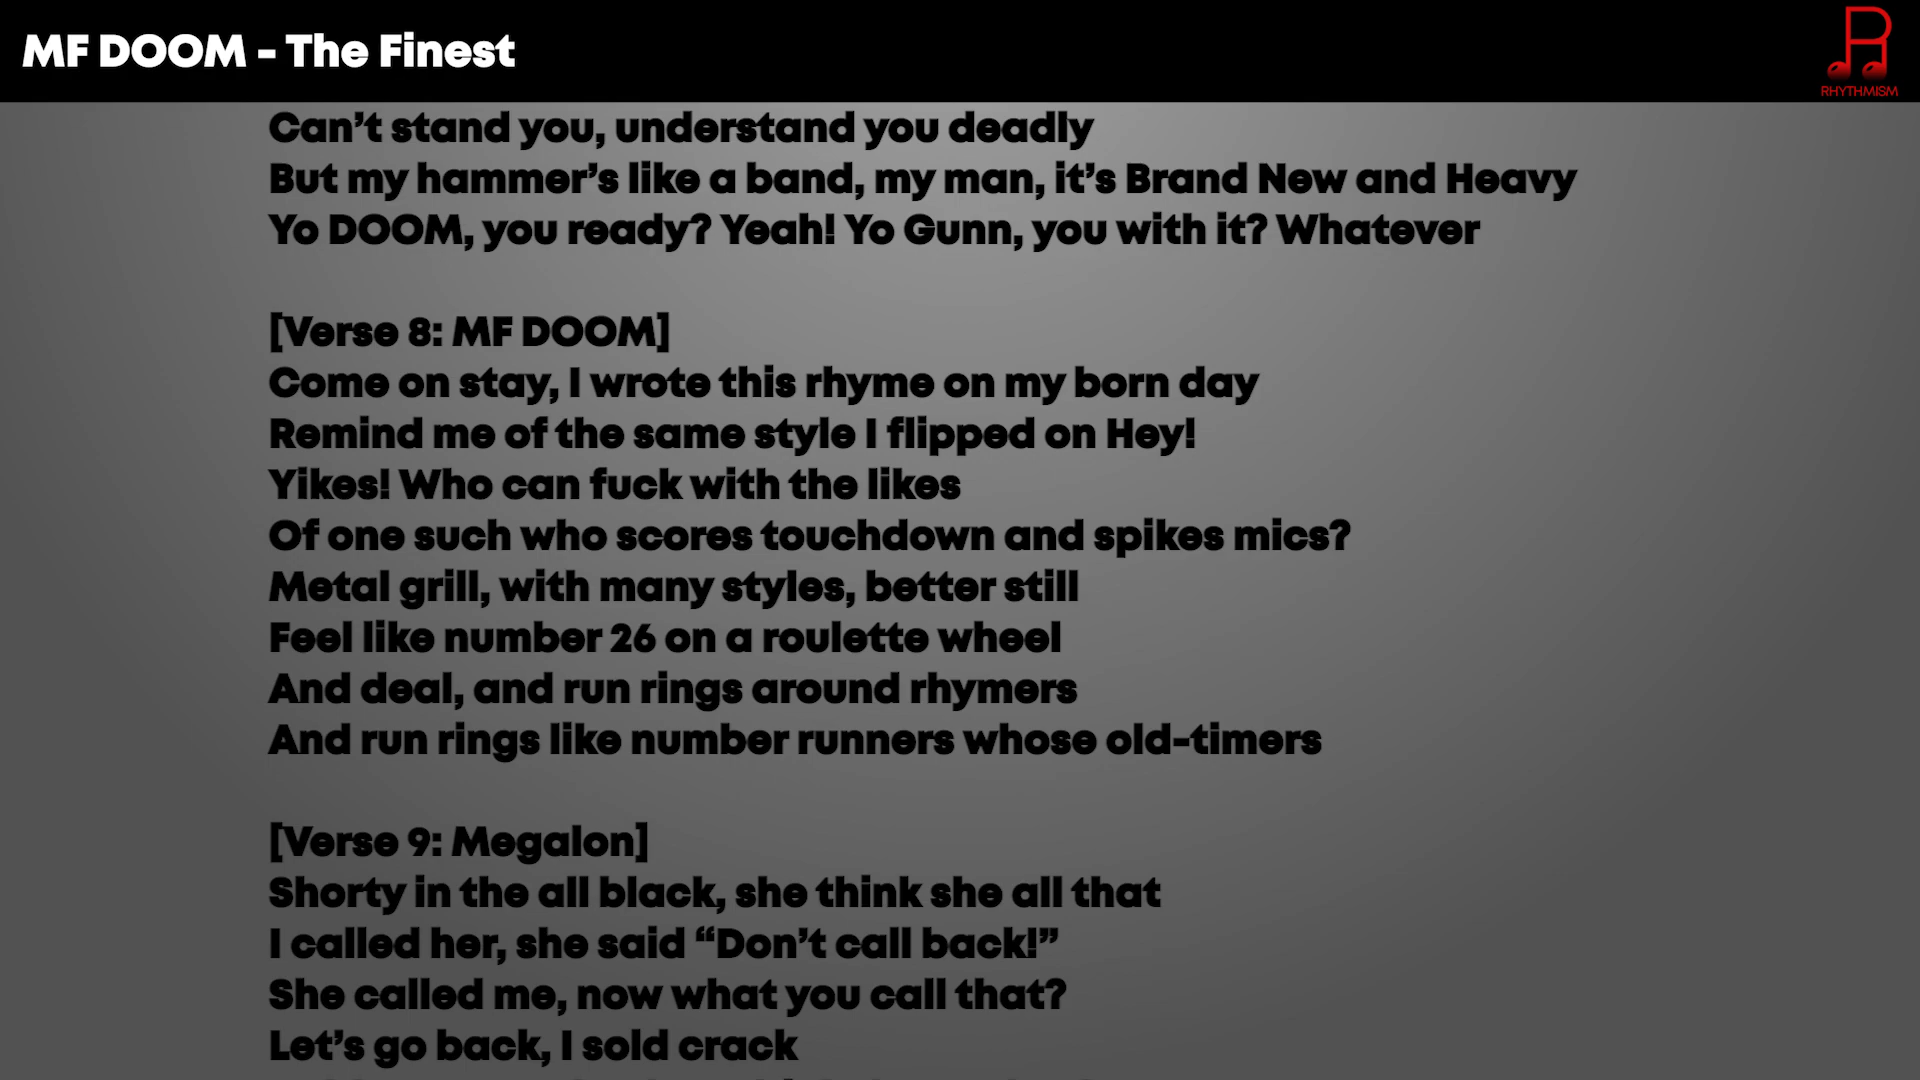 MF DOOM - The Finest
RHYTHMISM
Can’t stand you, understand you deadly
But my hammer’s like a band, my man, it’s Brand New and Heavy
Yo DOOM, you ready? Yeah! Yo Gunn, you with it? Whatever
[Verse 8: MF DOOM]
Come on stay, I wrote this rhyme on my born day
Remind me of the same style I flipped on Hey!
Yikes! Who can fuck with the likes
Of one such who scores touchdown and spikes mics?
Metal grill, with many styles, better still
Feel like number 26 on a roulette wheel
And deal, and run rings around rhymers
And run rings like number runners whose old-timers
[Verse 9: Megalon]
Shorty in the all black, she think she all that
I called her, she said “Don’t call back!”
She called me, now what you call that?
Let’s go back, I sold crack